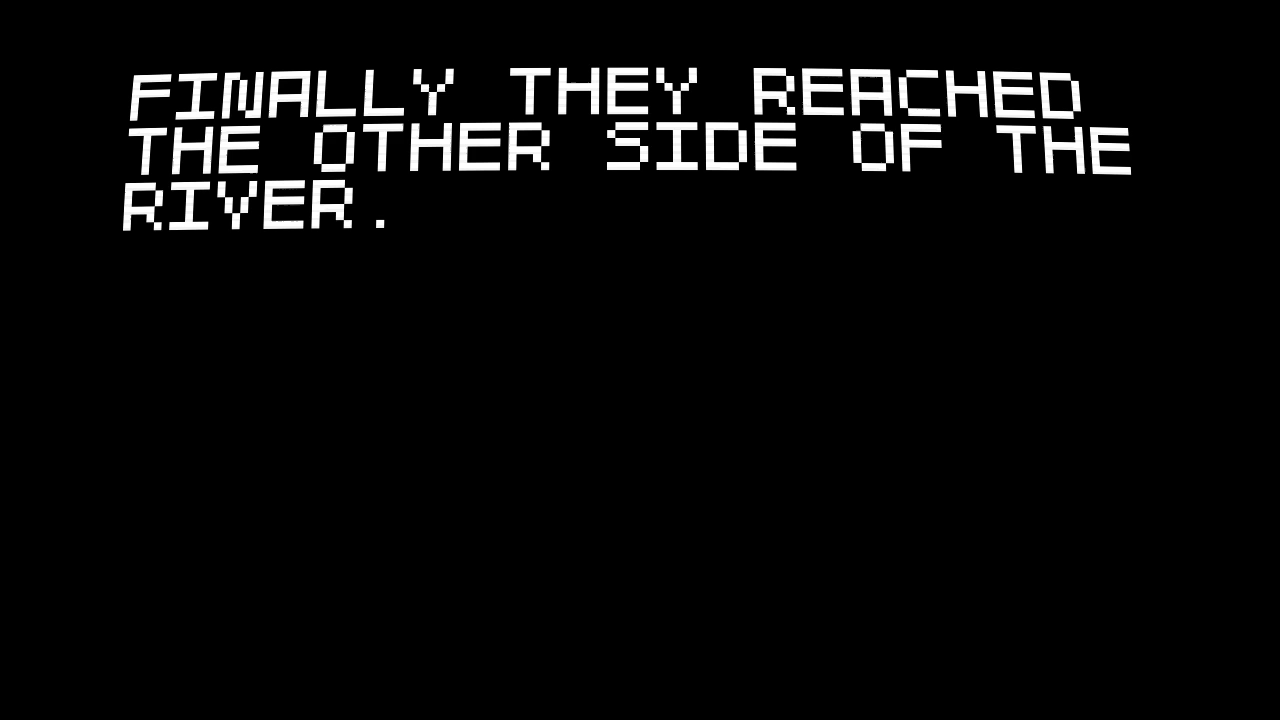 FINALLY THEY REACHED
THE OTHER SIDE OF THE
RIVER.